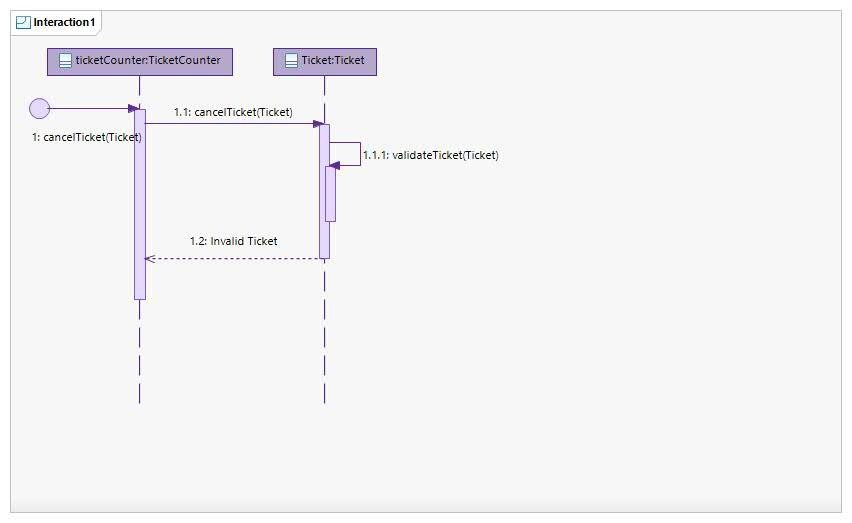 Interaction1
ticketCounter:TicketCounter
Ticket:Ticket
1.1: cancelTicket(Ticket)
1: cancelTicket(Ticket)
1.1.1: validateTicket(Ticket)
1.2: Invalid Ticket